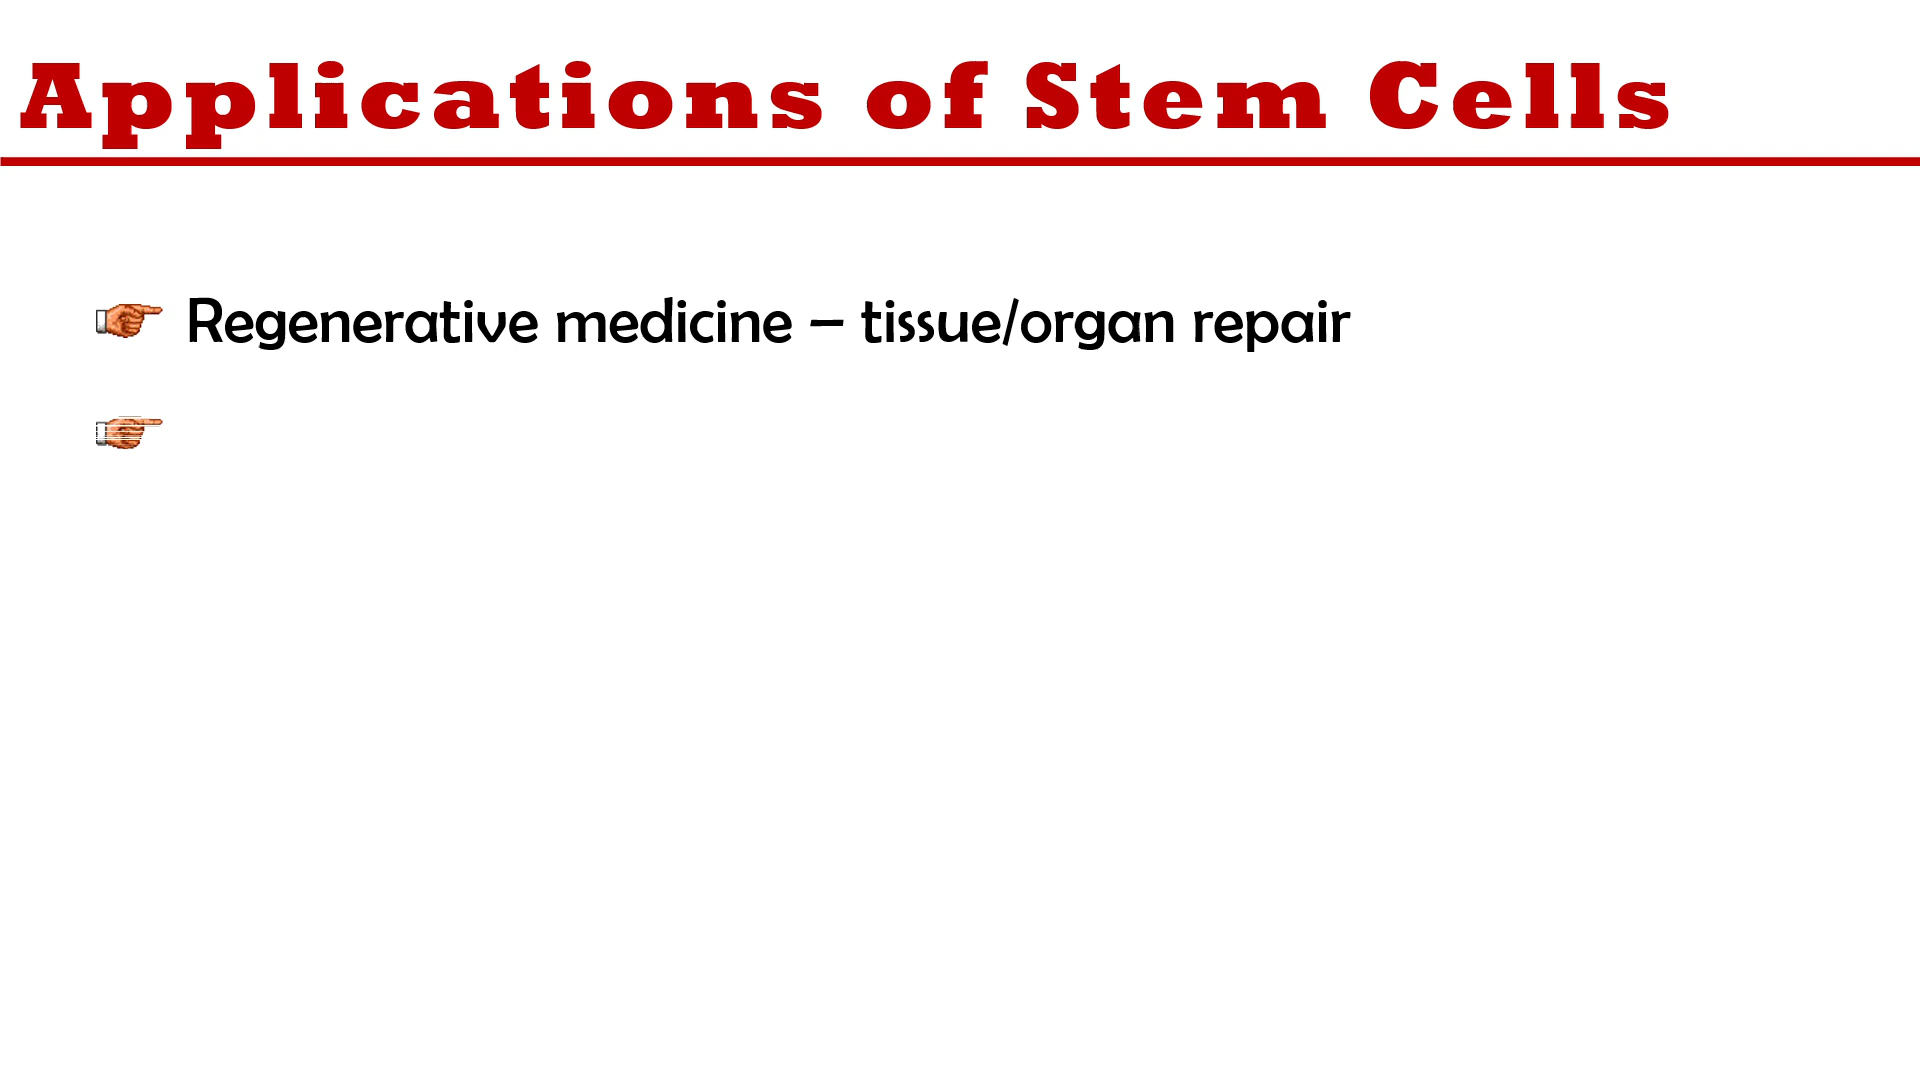 Applications of Stem Cells
Regenerative medicine – tissue/organ repair